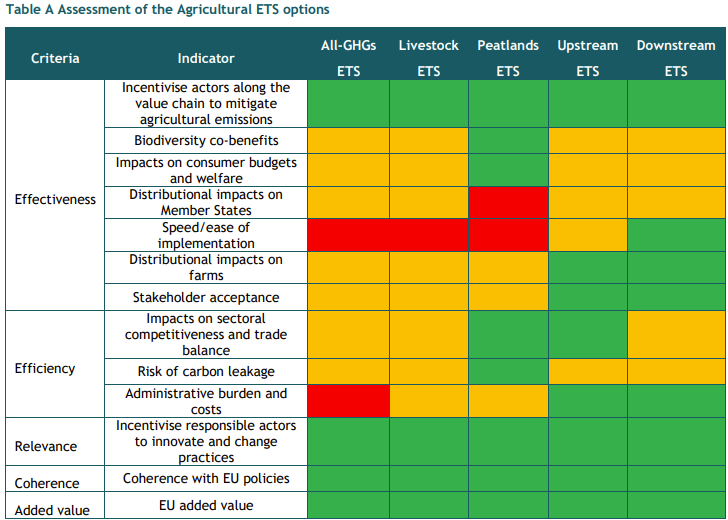 Table A Assessment of the Agricultural ETS options
Criteria
Indicator
All-GHGs
ETS
Livestock
ETS
Peatlands
ETS
Upstream
ETS
Downstream
ETS
Effectiveness
Incentivise actors along the
value chain to mitigate
agricultural emissions
Biodiversity co-benefits
Impacts on consumer budgets
and welfare
Distributional impacts on
Member States
Speed/ease of
implementation
Distributional impacts on
farms
Stakeholder acceptance
Efficiency
Impacts on sectoral
competitiveness and trade
balance
Risk of carbon leakage
Administrative burden and
costs
Relevance
Incentivise responsible actors
to innovate and change
practices
Coherence
Coherence with EU policies
Added value
EU added value